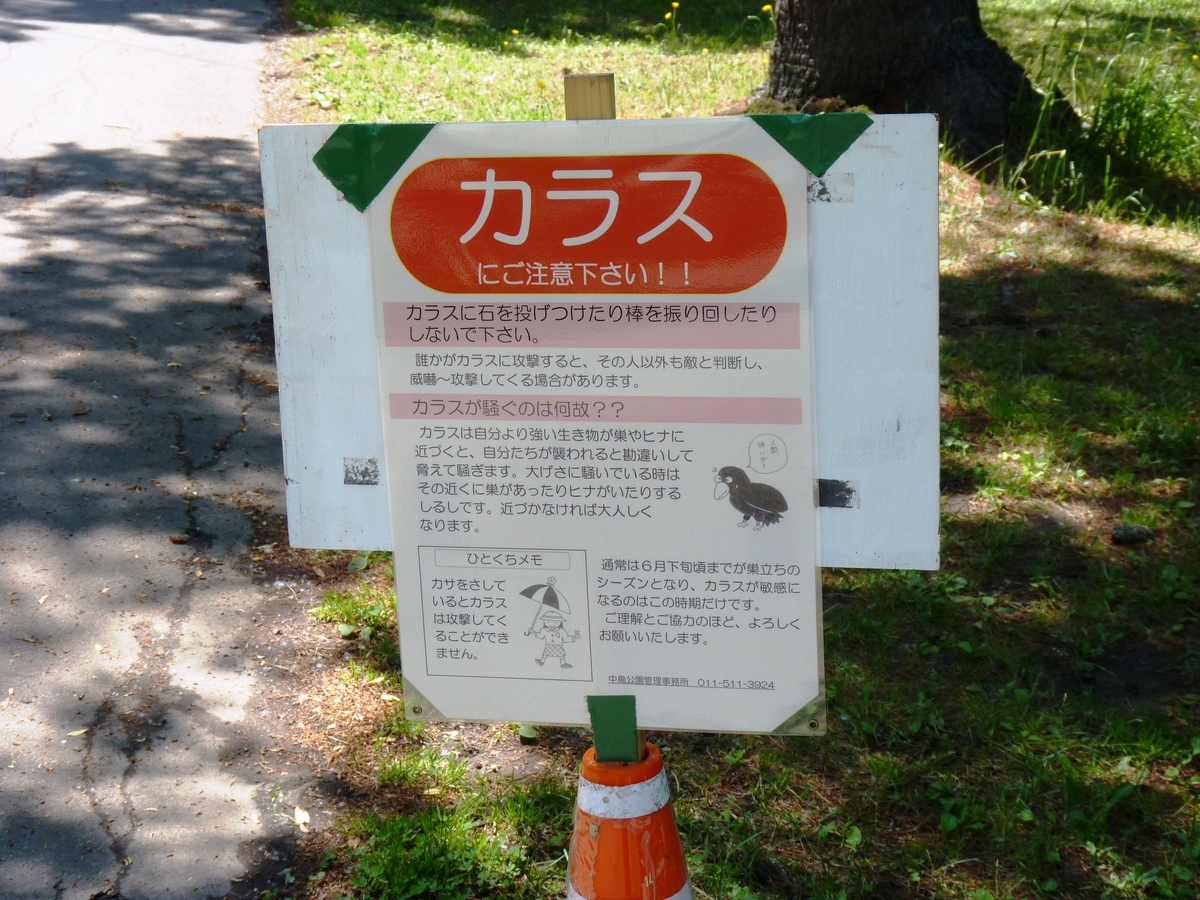 カラス
にご注意下さい！！
カラスに石を投げつけたり棒を振り回したり
しないで下さい。
誰かがカラスに攻撃すると、その人以外も敵と判断し、
威嚇～攻撃してくる場合があります。
カラスが騒ぐのは何故？？
カラスは自分より強い生き物が巣やヒナに
近づくと、自分たちが襲われると勘違いして
脅えて騒ぎます。大げさに騒いでいる時は
その近くに巣があったりヒナがいたりする
しるしです。近づかなければ大人しく
なります。
人間
怖いガー
ひとくちメモ
カサをさして
いるとカラス
は攻撃してく
ることができ
ません。
通常は６月下旬頃までが巣立ちの
シーズンとなり、カラスが敏感に
なるのはこの時期だけです。
ご理解とご協力のほど、よろしく
お願いいたします。
中島公園管理事務所　011-511-3924